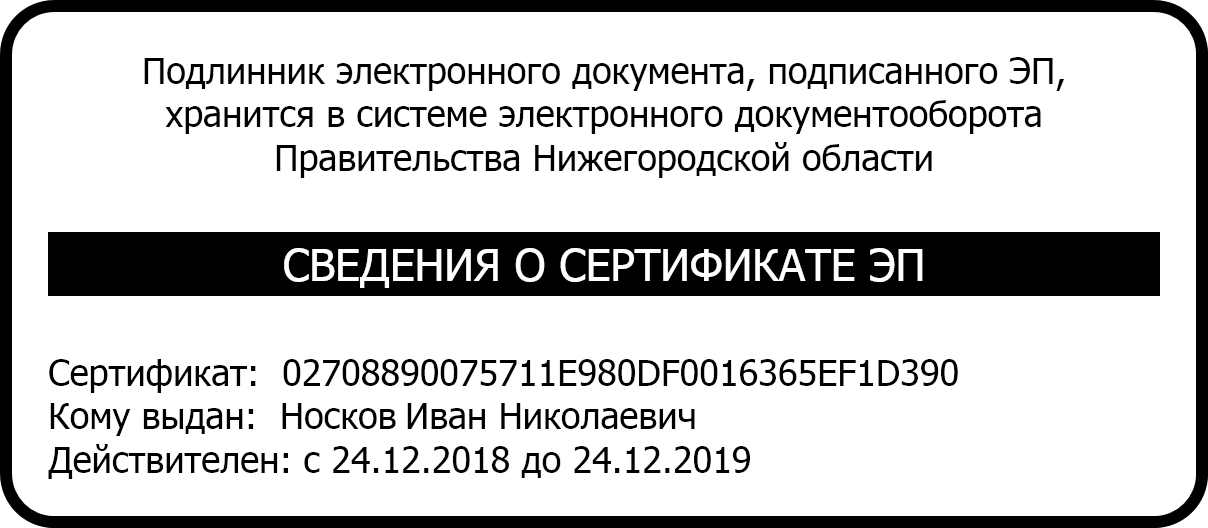 Подлинник электронного документа, подписанного ЭП,
хранится в системе электронного документооборота
Правительства Нижегородской области
СВЕДЕНИЯ О СЕРТИФИКАТЕ ЭП
Сертификат: 02708890075711E980DF0016365EF1D390
Кому выдан: Носков Иван Николаевич
Действителен: с 24.12.2018 до 24.12.2019